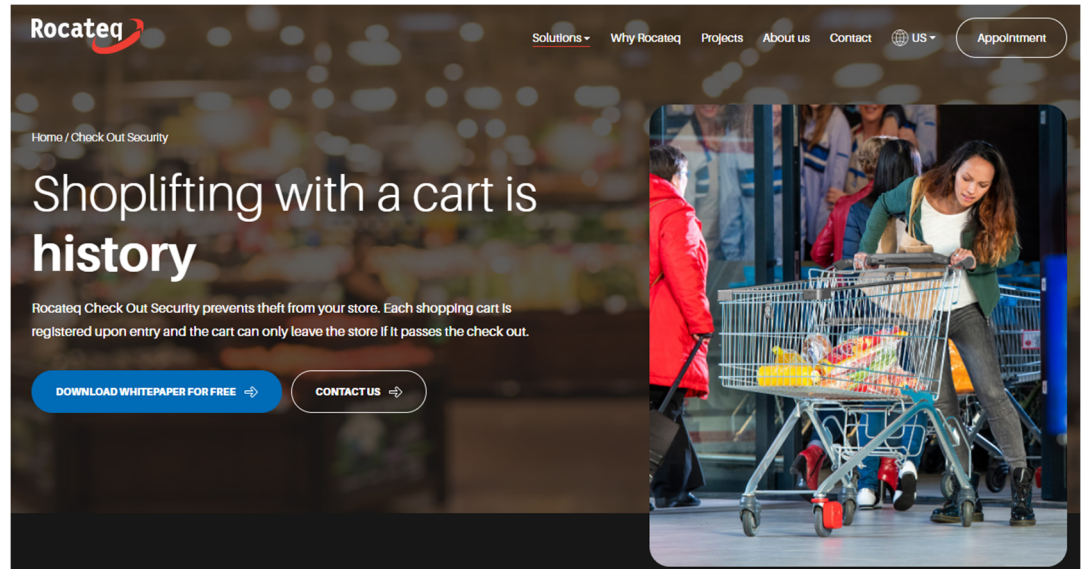 Rocateq
Solutions Why Rocateq Projects About us Contact US Appointment
Home / Check Out Security
Shoplifting with a cart is
history
Rocateq Check Out Security prevents theft from your store. Each shopping cart is
registered upon entry and the cart can only leave the store if it passes the check out.
DOWNLOAD WHITEPAPER FOR FREE CONTACT US